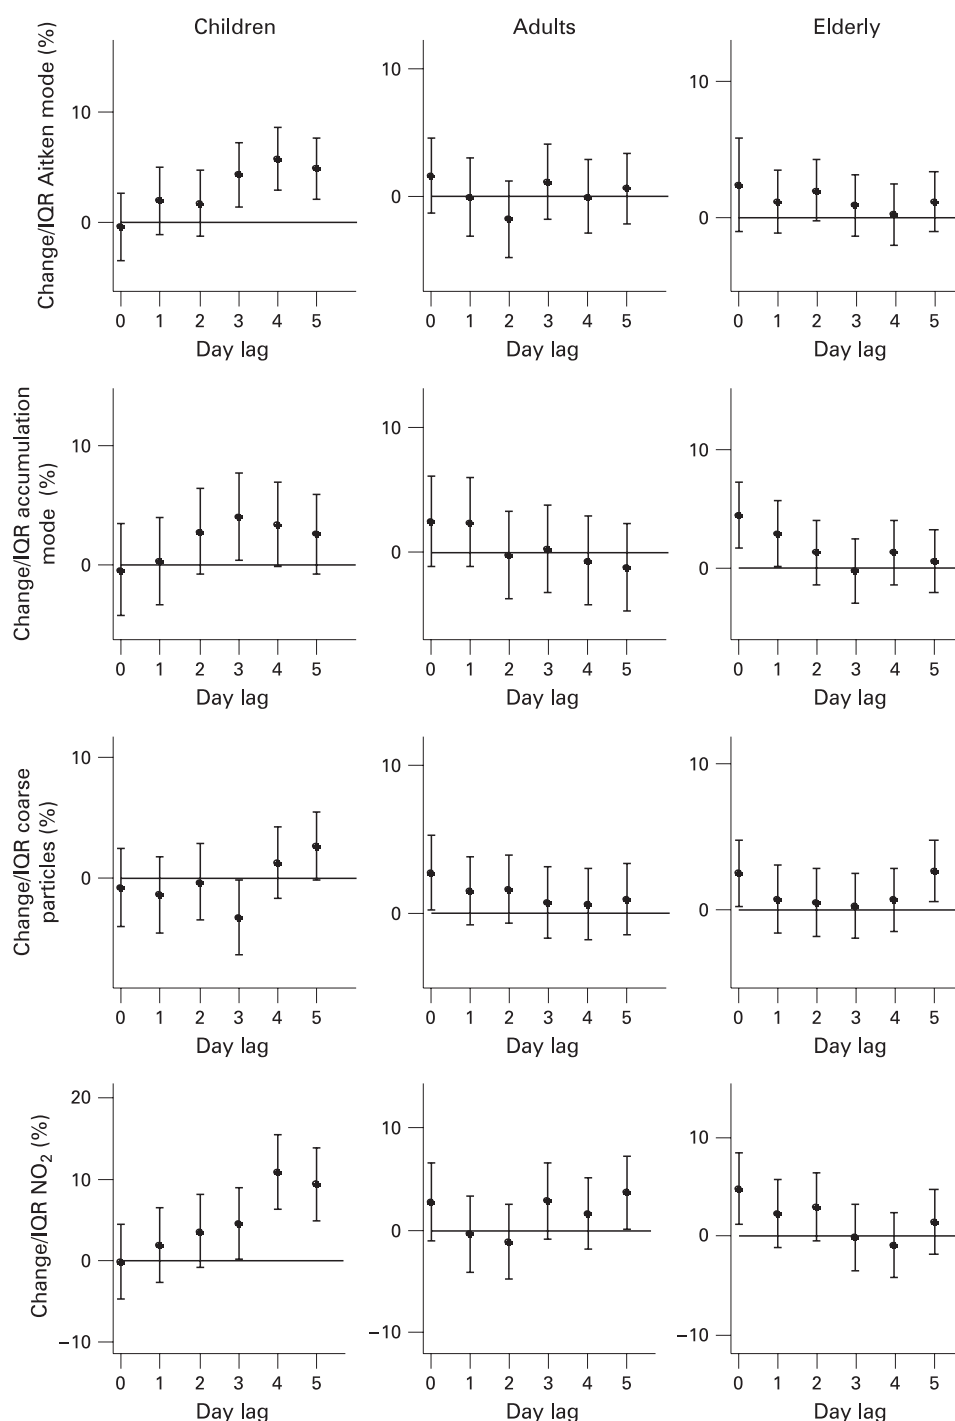 Children
Adults
Elderly
Change/IQR Aitken mode (%)
10
0
0 1 2 3 4 5
Day lag
10
0
0 1 2 3 4 5
Day lag
10
0
0 1 2 3 4 5
Day lag
Change/IQR accumulation
mode (%)
10
0
0 1 2 3 4 5
Day lag
10
0
0 1 2 3 4 5
Day lag
10
0
0 1 2 3 4 5
Day lag
Change/IQR coarse
particles (%)
10
0
0 1 2 3 4 5
Day lag
10
0
0 1 2 3 4 5
Day lag
10
0
0 1 2 3 4 5
Day lag
Change/IQR NO₂ (%)
20
10
0
–10
0 1 2 3 4 5
Day lag
10
0
–10
0 1 2 3 4 5
Day lag
10
0
–10
0 1 2 3 4 5
Day lag